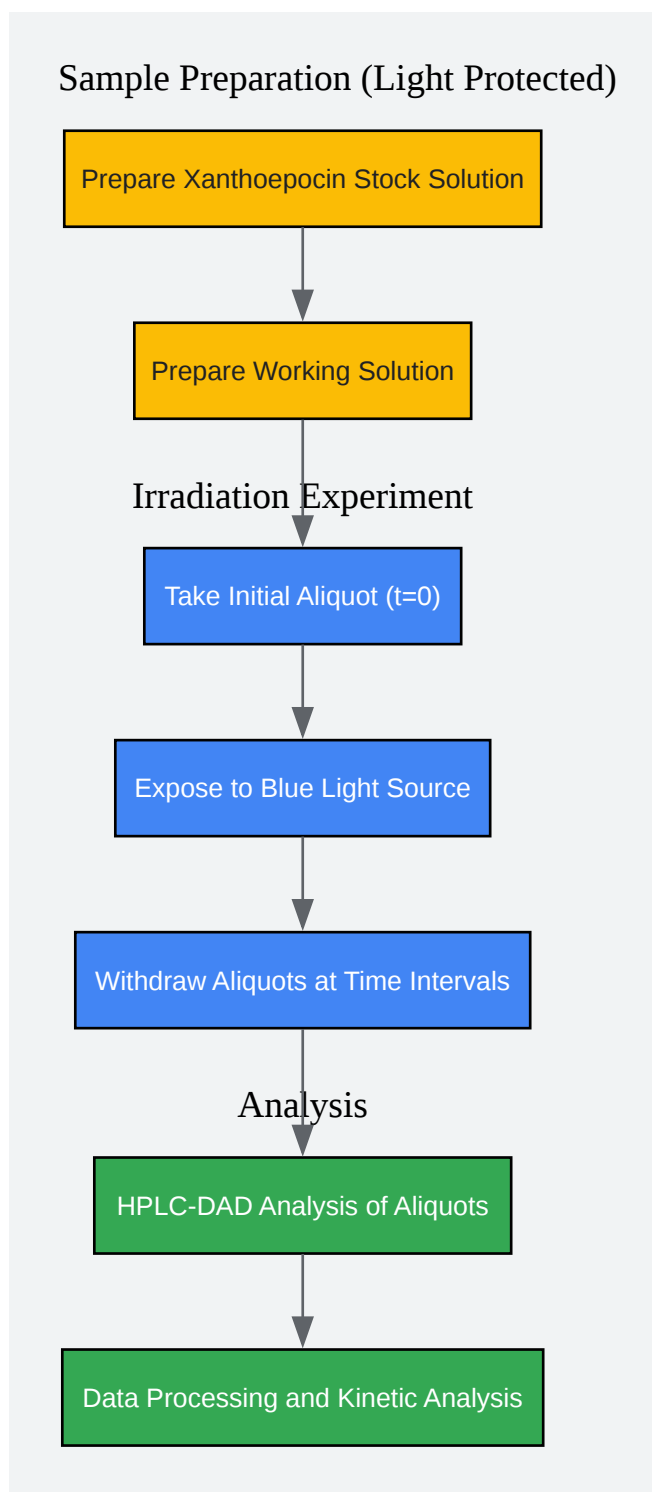 Sample Preparation (Light Protected)
Prepare Xanthoepocin Stock Solution
Prepare Working Solution
Irradiation Experiment
Take Initial Aliquot (t=0)
Expose to Blue Light Source
Withdraw Aliquots at Time Intervals
Analysis
HPLC-DAD Analysis of Aliquots
Data Processing and Kinetic Analysis